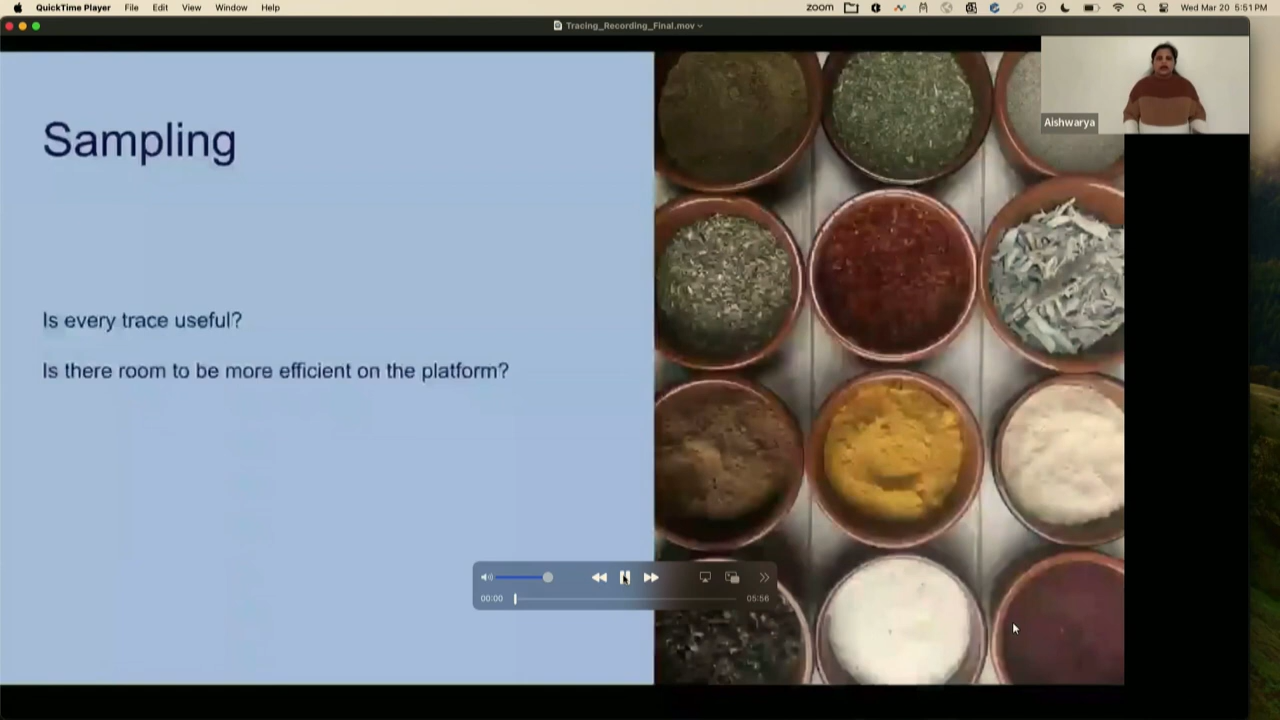 QuickTime Player File Edit View Window Help zoom Wed Mar 20 5:51 PM
Tracing_Recording_Final.mov
Aishwarya
Sampling
Is every trace useful?
Is there room to be more efficient on the platform?
00:00 05:56